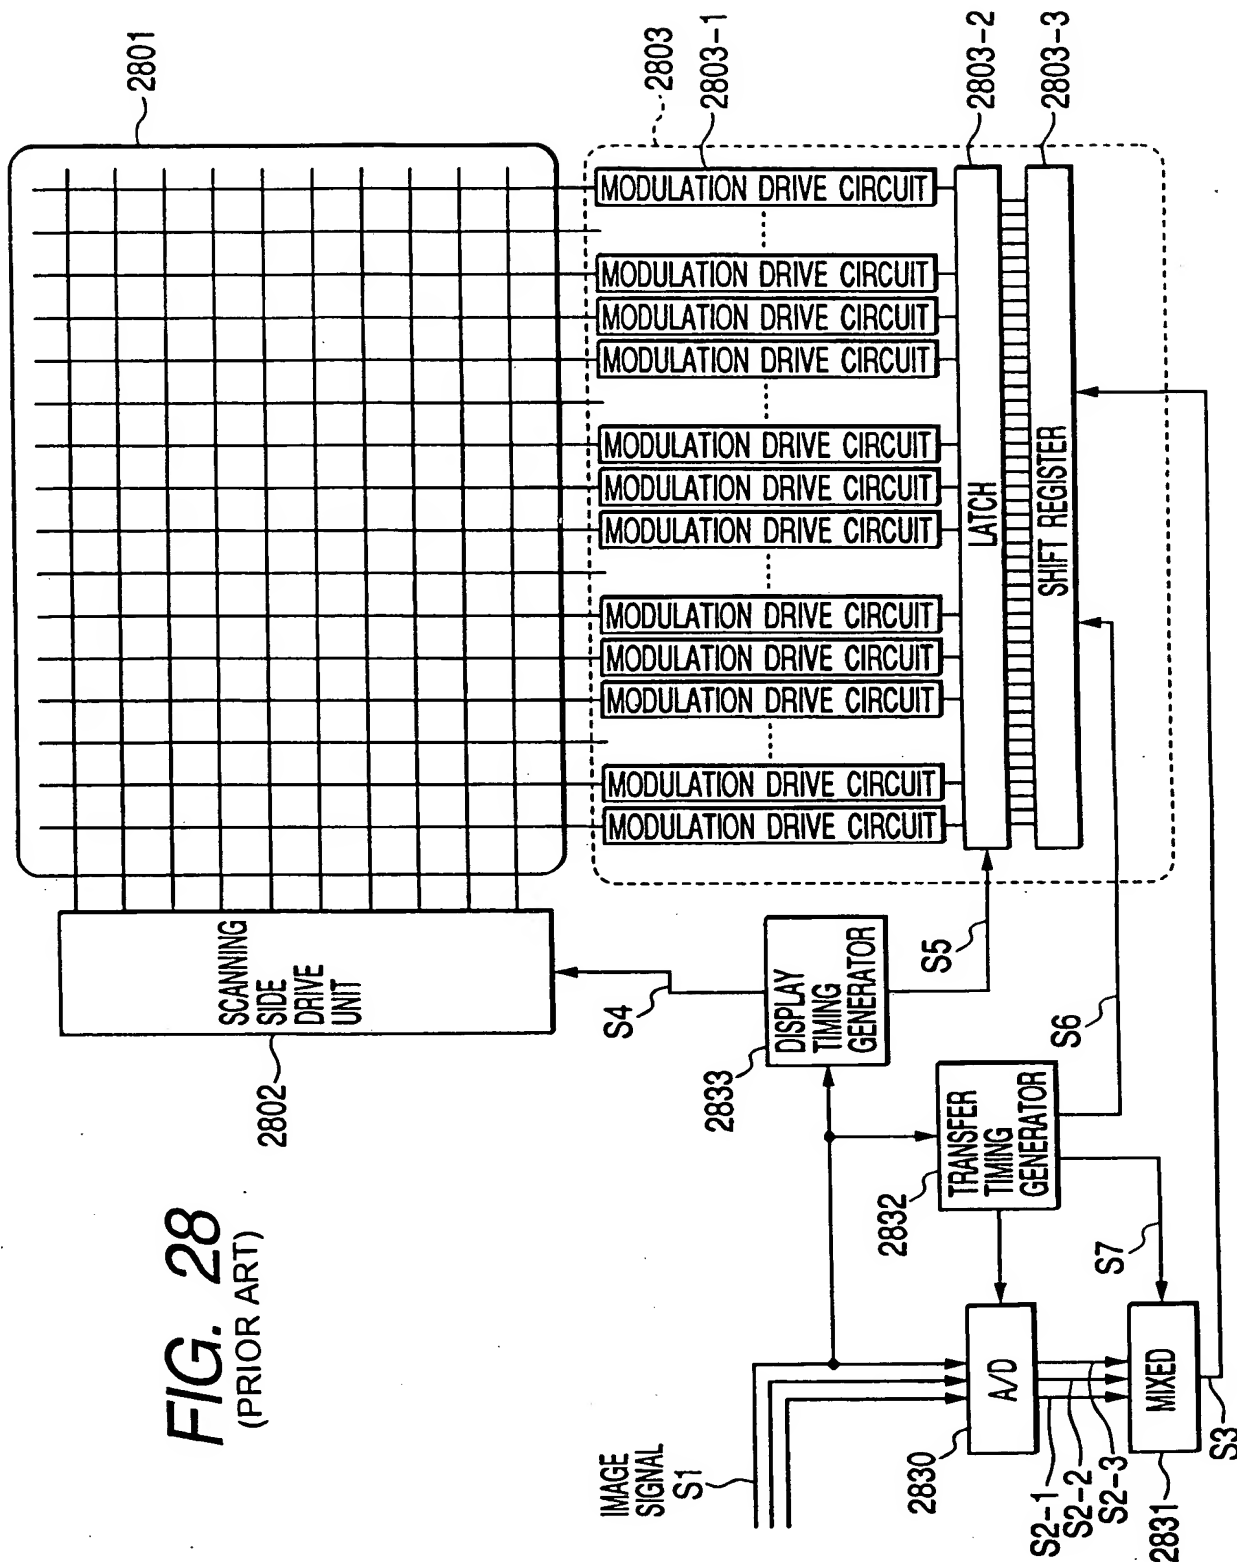 FIG. 28
(PRIOR ART)
2801
2803
2803-1
2803-2
2803-3
MODULATION DRIVE CIRCUIT
MODULATION DRIVE CIRCUIT
MODULATION DRIVE CIRCUIT
MODULATION DRIVE CIRCUIT
MODULATION DRIVE CIRCUIT
MODULATION DRIVE CIRCUIT
MODULATION DRIVE CIRCUIT
MODULATION DRIVE CIRCUIT
MODULATION DRIVE CIRCUIT
MODULATION DRIVE CIRCUIT
MODULATION DRIVE CIRCUIT
MODULATION DRIVE CIRCUIT
LATCH
SHIFT REGISTER
SCANNING
SIDE
DRIVE
UNIT
2802
S4
S5
DISPLAY
TIMING
GENERATOR
2833
S6
TRANSFER
TIMING
GENERATOR
2832
S7
IMAGE
SIGNAL
S1
A/D
2830
S2-1
S2-2
S2-3
MIXED
2831
S3